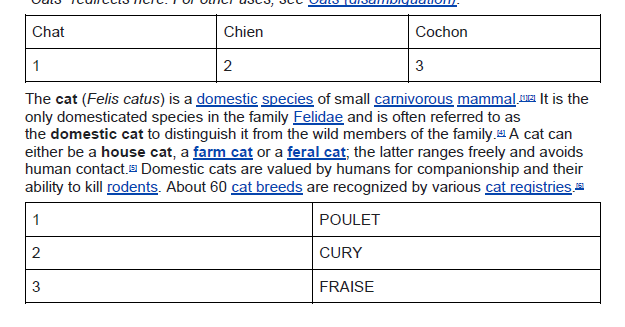 "Cats" redirects here. For other uses, see Cats (disambiguation).
Chat Chien Cochon
1 2 3
The cat (Felis catus) is a domestic species of small carnivorous mammal.[1][2] It is the
only domesticated species in the family Felidae and is often referred to as
the domestic cat to distinguish it from the wild members of the family.[4] A cat can
either be a house cat, a farm cat or a feral cat; the latter ranges freely and avoids
human contact.[5] Domestic cats are valued by humans for companionship and their
ability to kill rodents. About 60 cat breeds are recognized by various cat registries.[6]
1 POULET
2 CURY
3 FRAISE